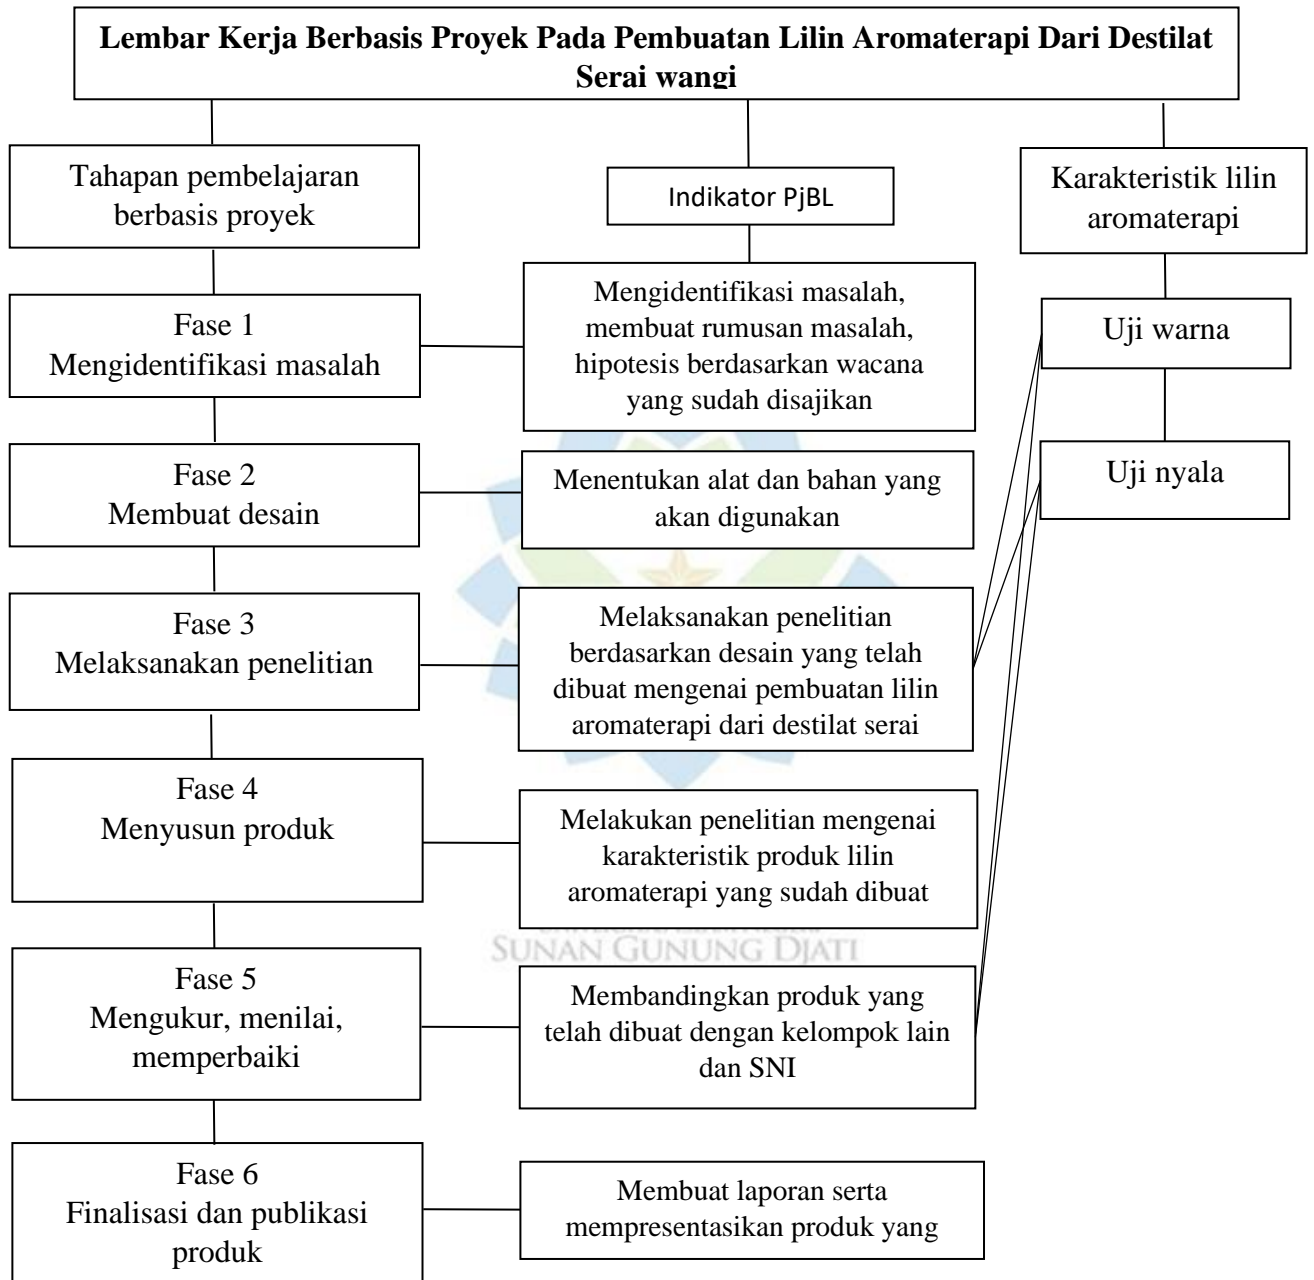 Lembar Kerja Berbasis Proyek Pada Pembuatan Lilin Aromaterapi Dari Destilat
Serai wangi
Tahapan pembelajaran
berbasis proyek
Indikator PjBL
Karakteristik lilin
aromaterapi
Fase 1
Mengidentifikasi masalah
Mengidentifikasi masalah,
membuat rumusan masalah,
hipotesis berdasarkan wacana
yang sudah disajikan
Uji warna
Fase 2
Membuat desain
Menentukan alat dan bahan yang
akan digunakan
Uji nyala
Fase 3
Melaksanakan penelitian
Melaksanakan penelitian
berdasarkan desain yang telah
dibuat mengenai pembuatan lilin
aromaterapi dari destilat serai
Fase 4
Menyusun produk
Melakukan penelitian mengenai
karakteristik produk lilin
aromaterapi yang sudah dibuat
SUNAN GUNUNG DJATI
Fase 5
Mengukur, menilai,
memperbaiki
Membandingkan produk yang
telah dibuat dengan kelompok lain
dan SNI
Fase 6
Finalisasi dan publikasi
produk
Membuat laporan serta
mempresentasikan produk yang